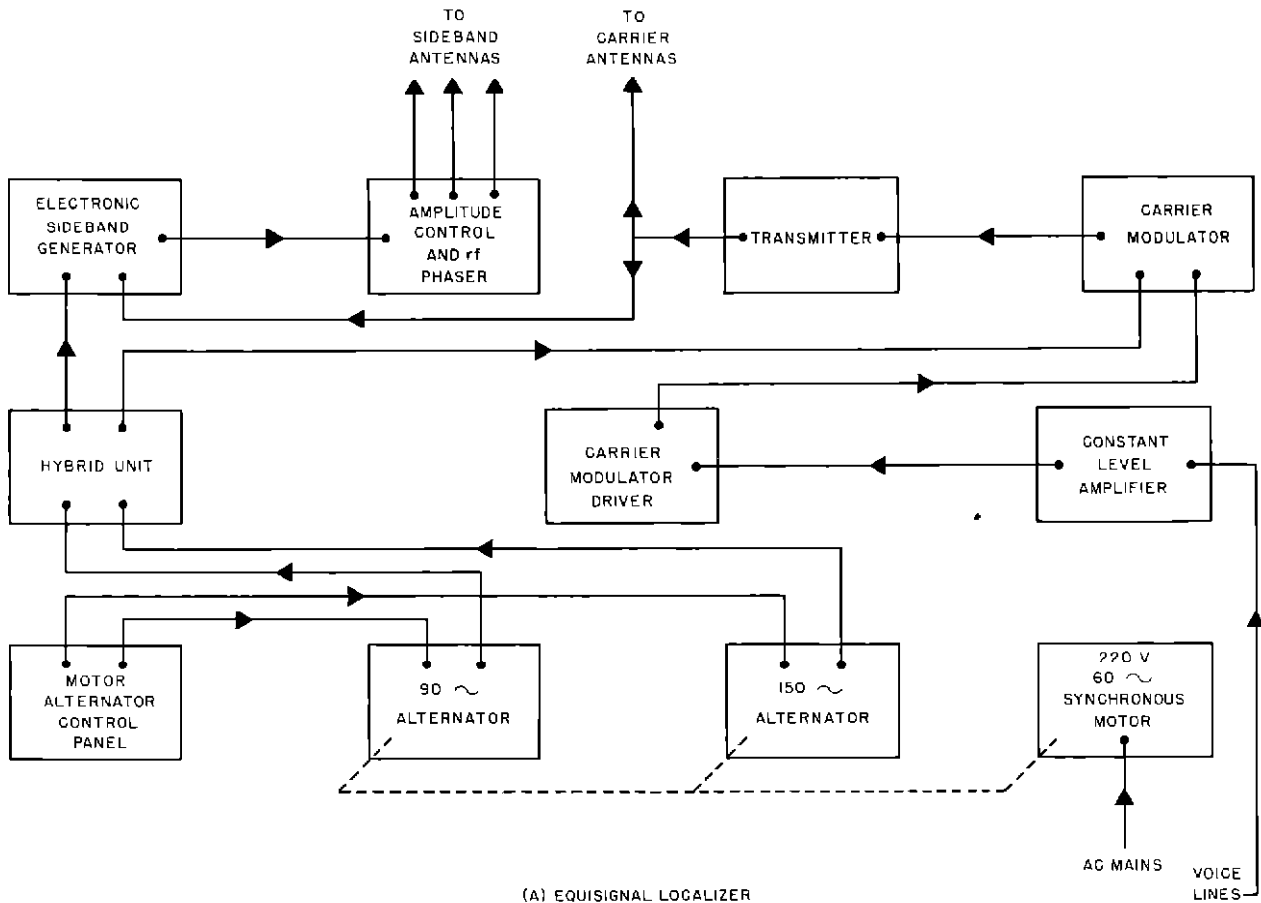 TO
SIDEBAND
ANTENNAS
TO
CARRIER
ANTENNAS
ELECTRONIC
SIDEBAND
GENERATOR
AMPLITUDE
CONTROL
AND rf
PHASER
TRANSMITTER
CARRIER
MODULATOR
HYBRID UNIT
CARRIER
MODULATOR
DRIVER
CONSTANT
LEVEL
AMPLIFIER
MOTOR
ALTERNATOR
CONTROL
PANEL
90 ~
ALTERNATOR
150 ~
ALTERNATOR
220 V
60 ~
SYNCHRONOUS
MOTOR
AC MAINS
VOICE
LINES
(A) EQUISIGNAL LOCALIZER